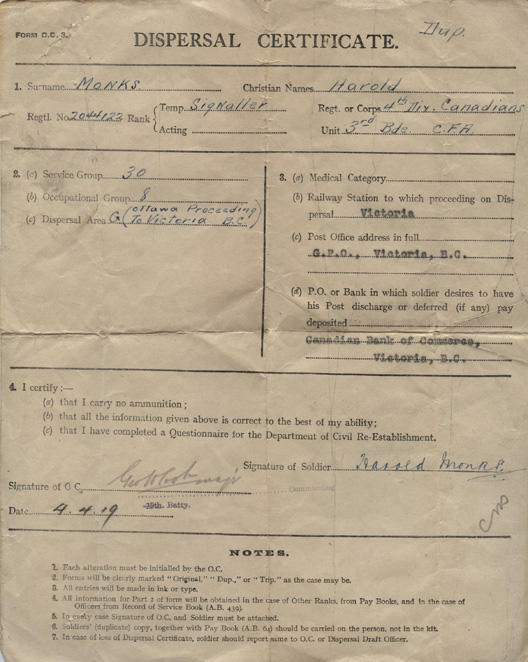 FORM O.C. 3.
Dup.
DISPERSAL CERTIFICATE.
1. Surname Monks. Christian Names Harold
Regtl. No. 2044122 Rank { Temp. Signaller Regt. or Corps 4th Div. Canadians
Acting Unit 3rd Bde C.F.A.
2. (a) Service Group 30
(b) Occupational Group 8
(c) Dispersal Area G (Ottawa Proceeding To Victoria B.C.)
3. (a) Medical Category
(b) Railway Station to which proceeding on Dis-
persal Victoria
(c) Post Office address in full
G.P.O., Victoria, B.C.
(d) P.O. or Bank in which soldier desires to have
his Post discharge or deferred (if any) pay
deposited
Canadian Bank of Commerce,
Victoria, B.C.
4. I certify :—
(a) that I carry no ammunition ;
(b) that all the information given above is correct to the best of my ability;
(c) that I have completed a Questionnaire for the Department of Civil Re-Establishment.
Signature of Soldier Harold Monks.
Signature of O C. Major
Commanding
Date 4.4.19 Batty.
NOTES.
1. Each alteration must be initialled by the O.C.
2. Forms will be clearly marked "Original," "Dup.," or "Trip." as the case may be.
3. All entries will be made in ink or type.
4. All information for Part 2 of form will be obtained in the case of Other Ranks, from Pay Books, and in the case of
Officers from Record of Service Book (A.B. 439).
5. In every case Signature of O.C. and Soldier must be attached.
6. Soldiers' (duplicate) copy, together with Pay Book (A.B. 64) should be carried on the person, not in the kit.
7. In case of loss of Dispersal Certificate, soldier should report same to O.C. or Dispersal Draft Officer.